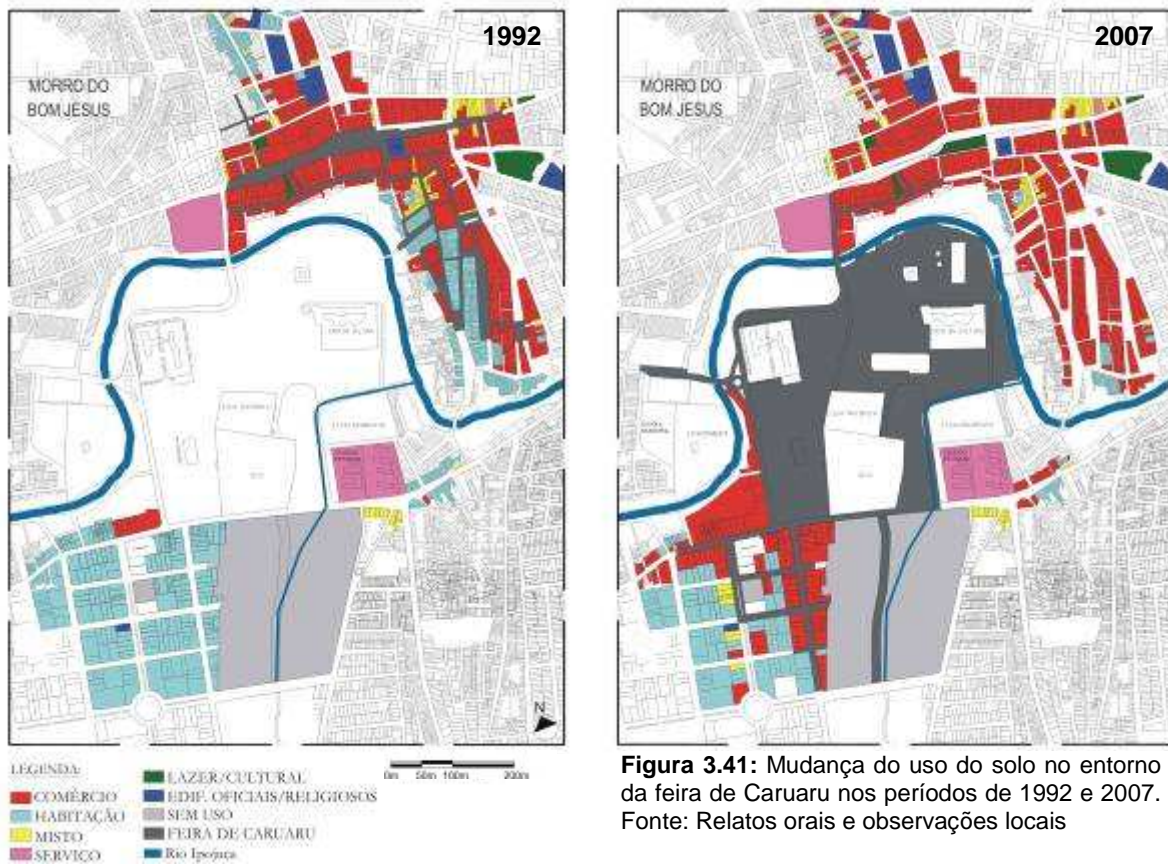 1992
MORRO DO
BOM JESUS
N
2007
MORRO DO
BOM JESUS
LEGENDA:
COMÉRCIO
HABITAÇÃO
MISTO
SERVIÇO
LAZER/CULTURAL
EDIF. OFICIAIS/RELIGIOSOS
SEM USO
FEIRA DE CARUARU
Rio Ipojuca
0m 50m 100m 200m
Figura 3.41: Mudança do uso do solo no entorno
da feira de Caruaru nos períodos de 1992 e 2007.
Fonte: Relatos orais e observações locais